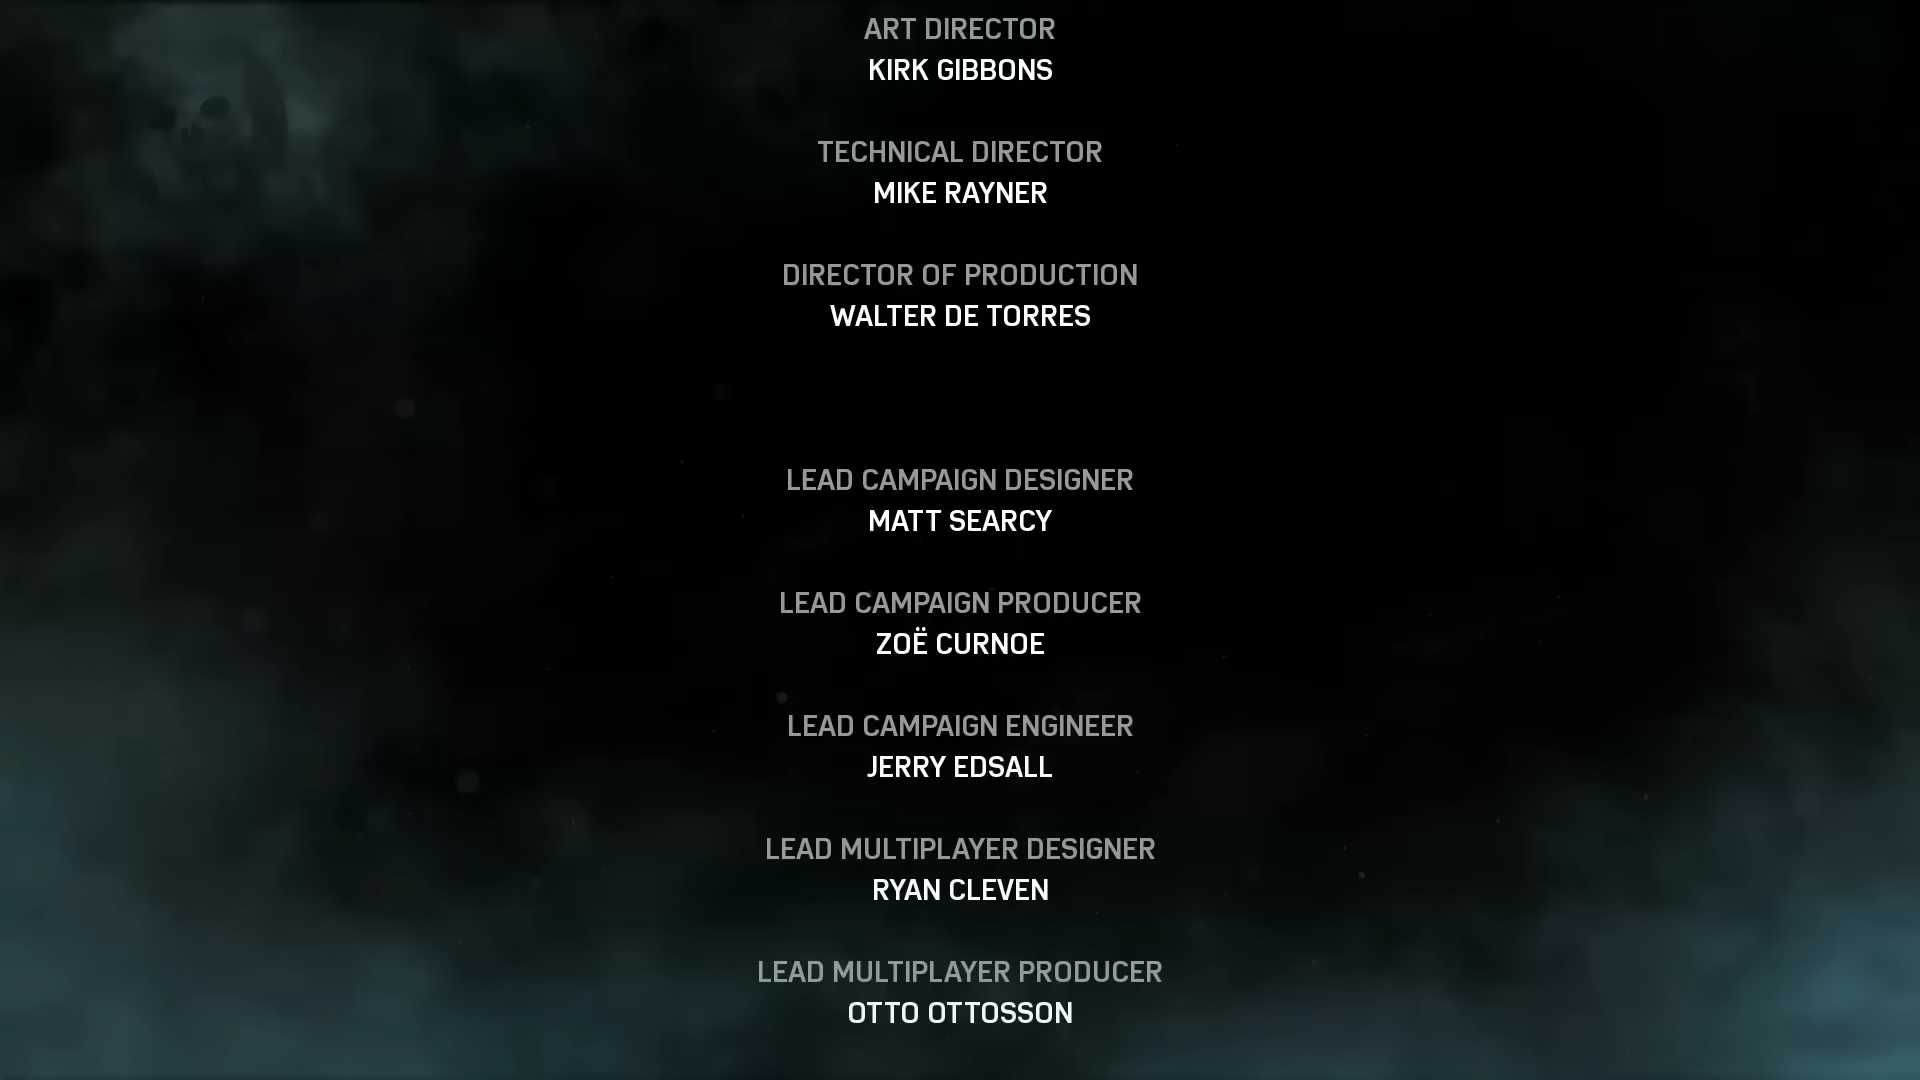 ART DIRECTOR
KIRK GIBBONS
TECHNICAL DIRECTOR
MIKE RAYNER
DIRECTOR OF PRODUCTION
WALTER DE TORRES
LEAD CAMPAIGN DESIGNER
MATT SEARCY
LEAD CAMPAIGN PRODUCER
ZOË CURNOE
LEAD CAMPAIGN ENGINEER
JERRY EDSALL
LEAD MULTIPLAYER DESIGNER
RYAN CLEVEN
LEAD MULTIPLAYER PRODUCER
OTTO OTTOSSON